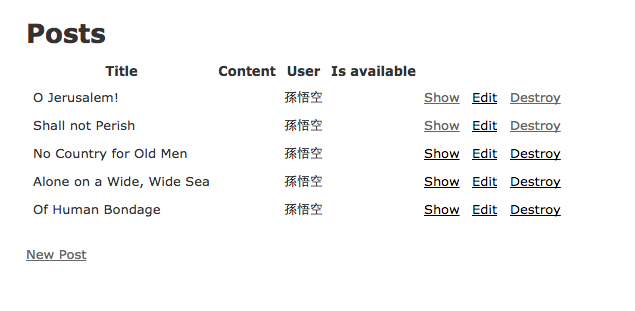 Posts
Title Content User Is available
O Jerusalem! 孫悟空 Show Edit Destroy
Shall not Perish 孫悟空 Show Edit Destroy
No Country for Old Men 孫悟空 Show Edit Destroy
Alone on a Wide, Wide Sea 孫悟空 Show Edit Destroy
Of Human Bondage 孫悟空 Show Edit Destroy
New Post